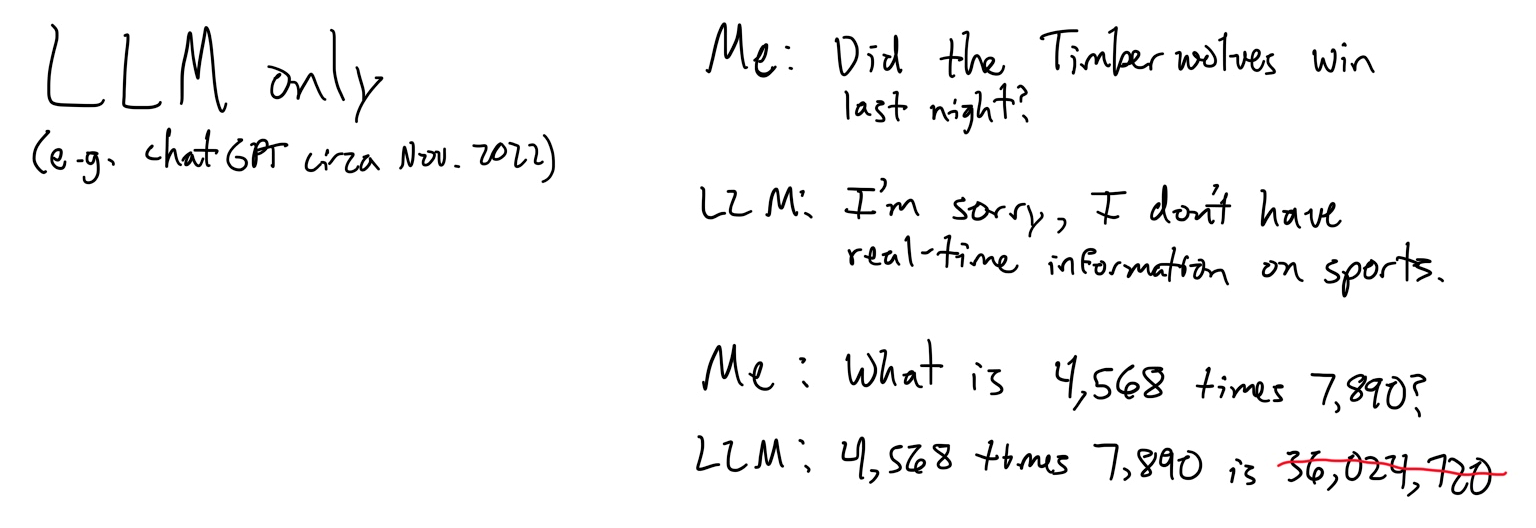 LLM only
(e.g. chatGPT circa Nov. 2022)
Me: Did the Timberwolves win
last night?
LLM: I'm sorry, I don't have
real-time information on sports.
Me: What is 4,568 times 7,890?
LLM: 4,568 times 7,890 is 36,024,720